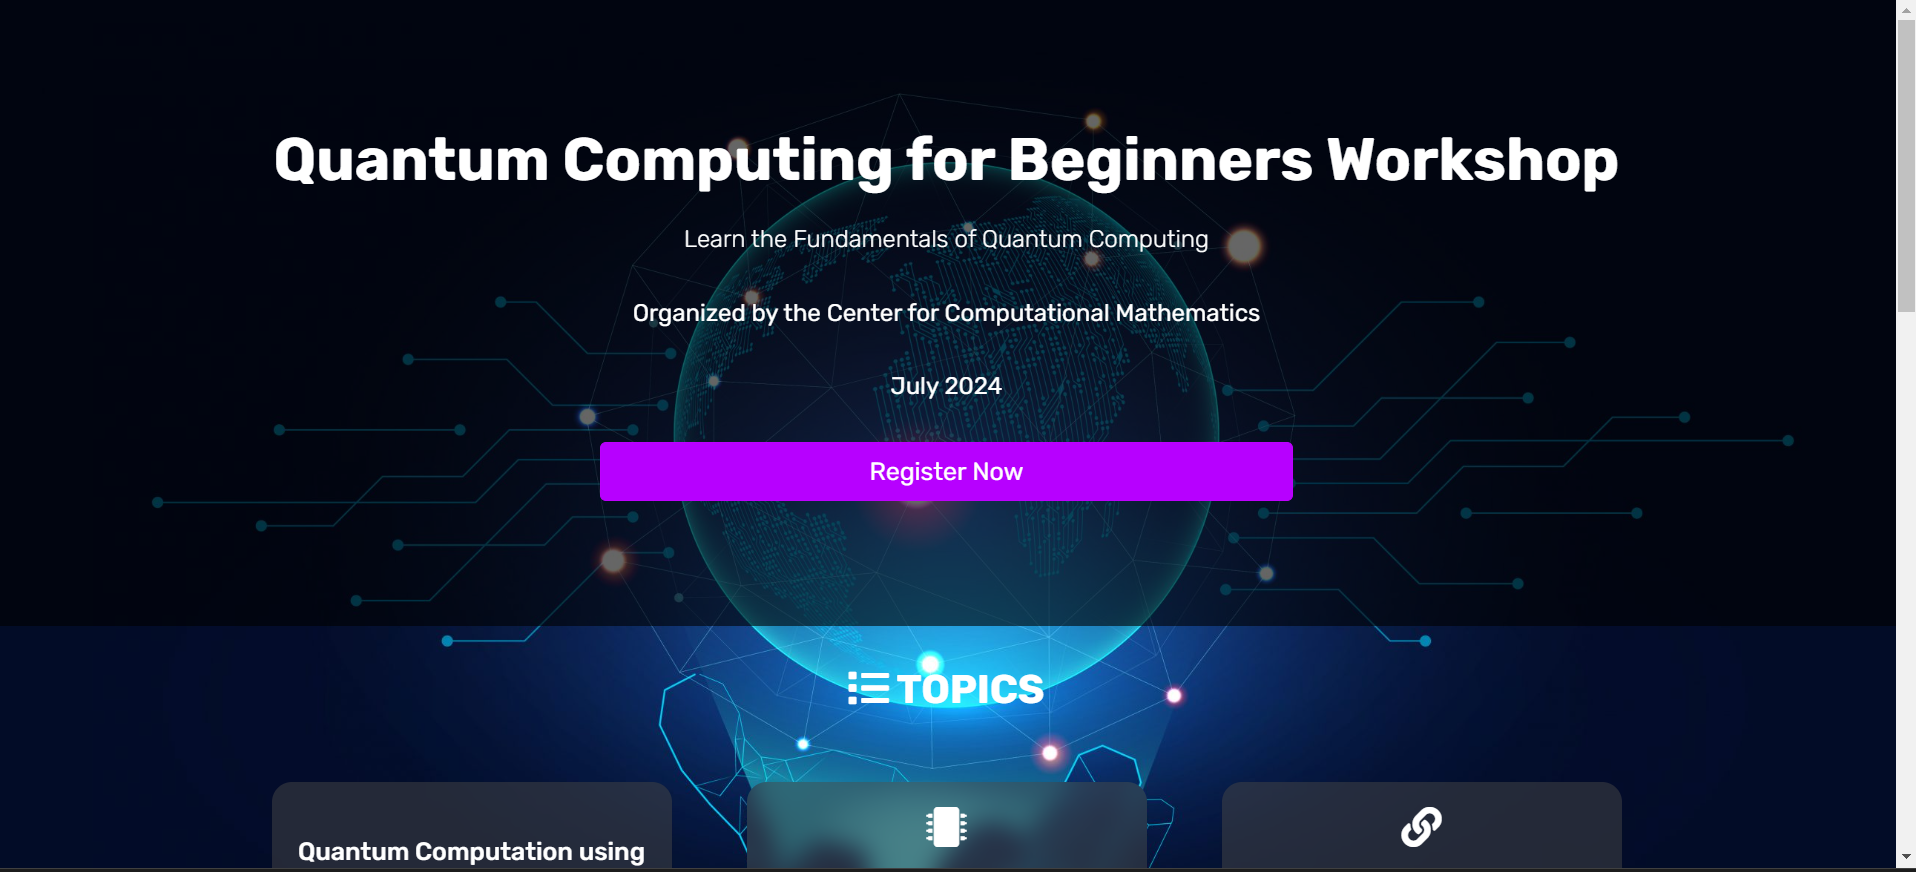 Quantum Computing for Beginners Workshop
Learn the Fundamentals of Quantum Computing
Organized by the Center for Computational Mathematics
July 2024
Register Now
TOPICS
Quantum Computation using